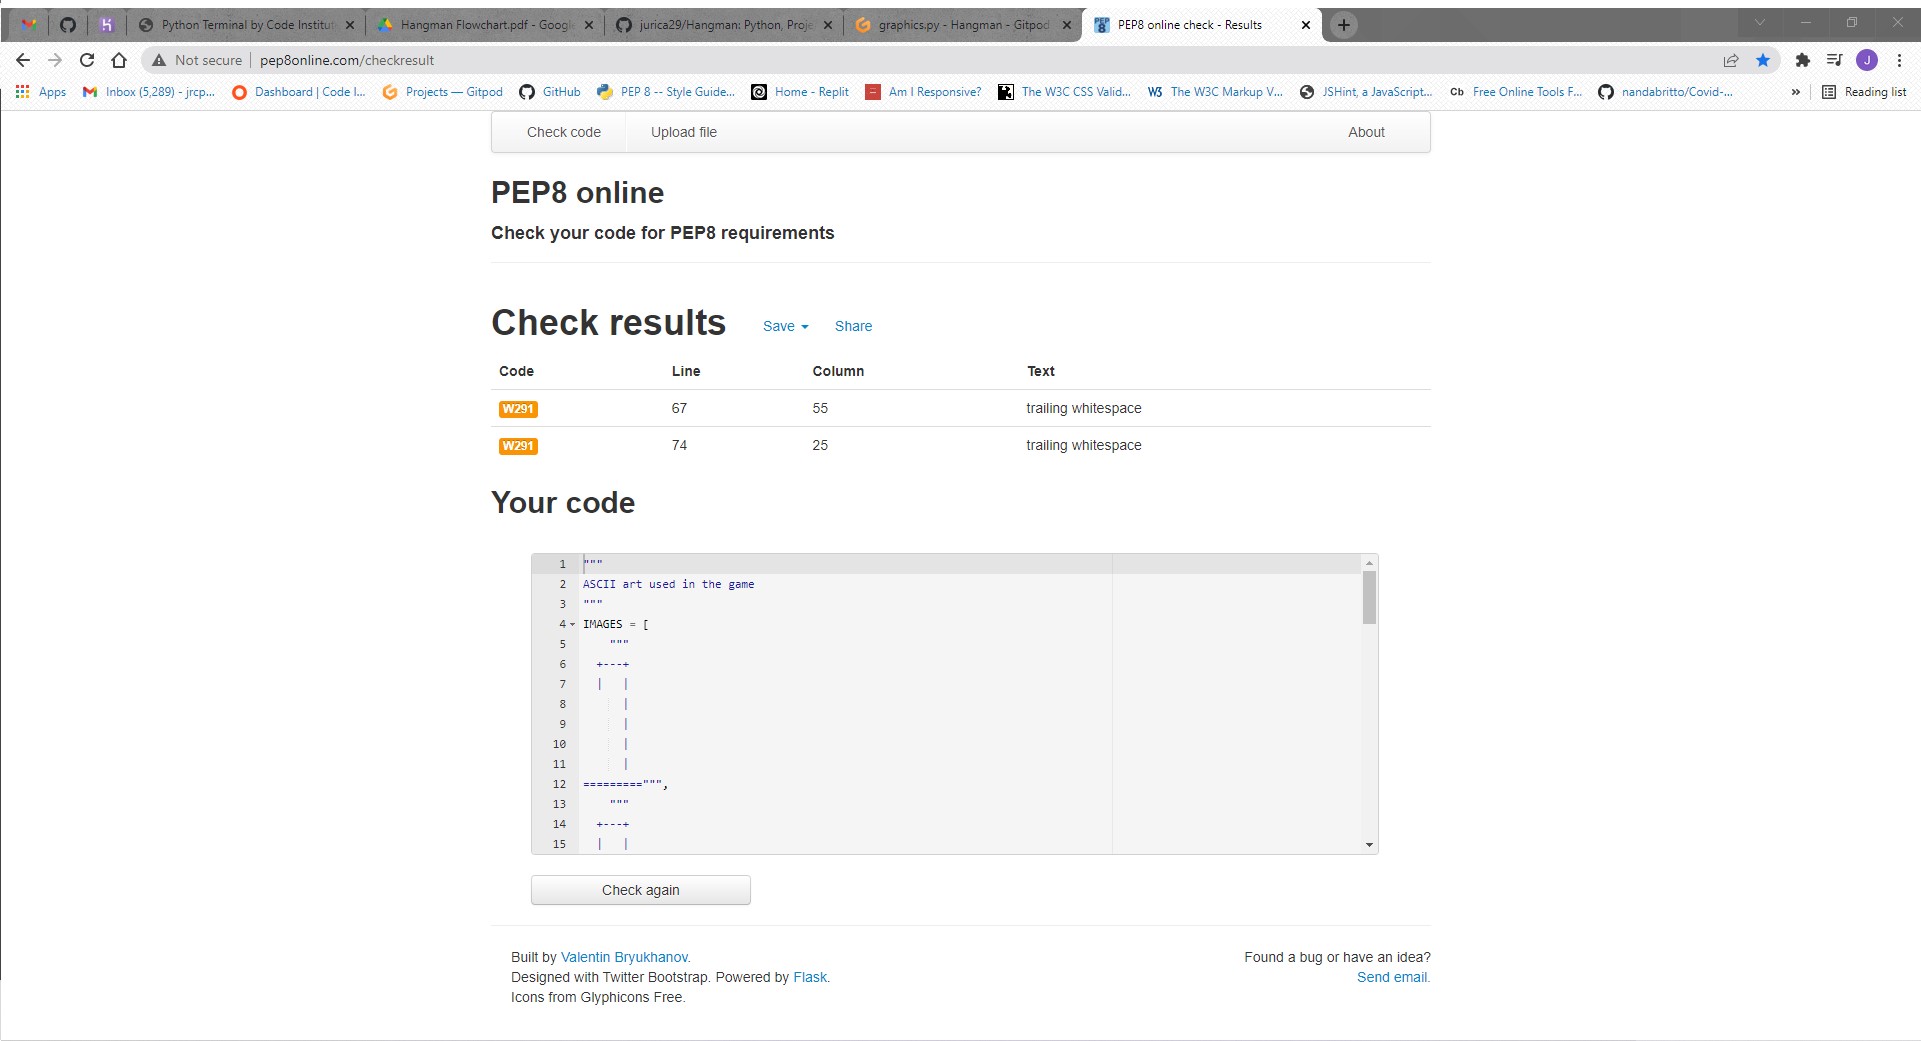 Python Terminal by Code Institut
Hangman Flowchart.pdf - Google
jurica29/Hangman: Python, Proje
graphics.py - Hangman - Gitpod
PEP8 online check - Results
Not secure | pep8online.com/checkresult
J
Apps
Inbox (5,289) - jrcp...
Dashboard | Code I...
Projects — Gitpod
GitHub
PEP 8 -- Style Guide...
Home - Replit
Am I Responsive?
The W3C CSS Valid...
The W3C Markup V...
JSHint, a JavaScript...
Cb Free Online Tools F...
nandabritto/Covid-...
»
Reading list
Check code
Upload file
About
PEP8 online
Check your code for PEP8 requirements
Check results
Save
Share
Code Line Column Text
W291 67 55 trailing whitespace
W291 74 25 trailing whitespace
Your code
1 """
2 ASCII art used in the game
3 """
4 IMAGES = [
5     """
6   +---+
7   |   |
8       |
9       |
10       |
11       |
12 =========""",
13     """
14   +---+
15   |   |
Check again
Built by Valentin Bryukhanov.
Designed with Twitter Bootstrap. Powered by Flask.
Icons from Glyphicons Free.
Found a bug or have an idea?
Send email.